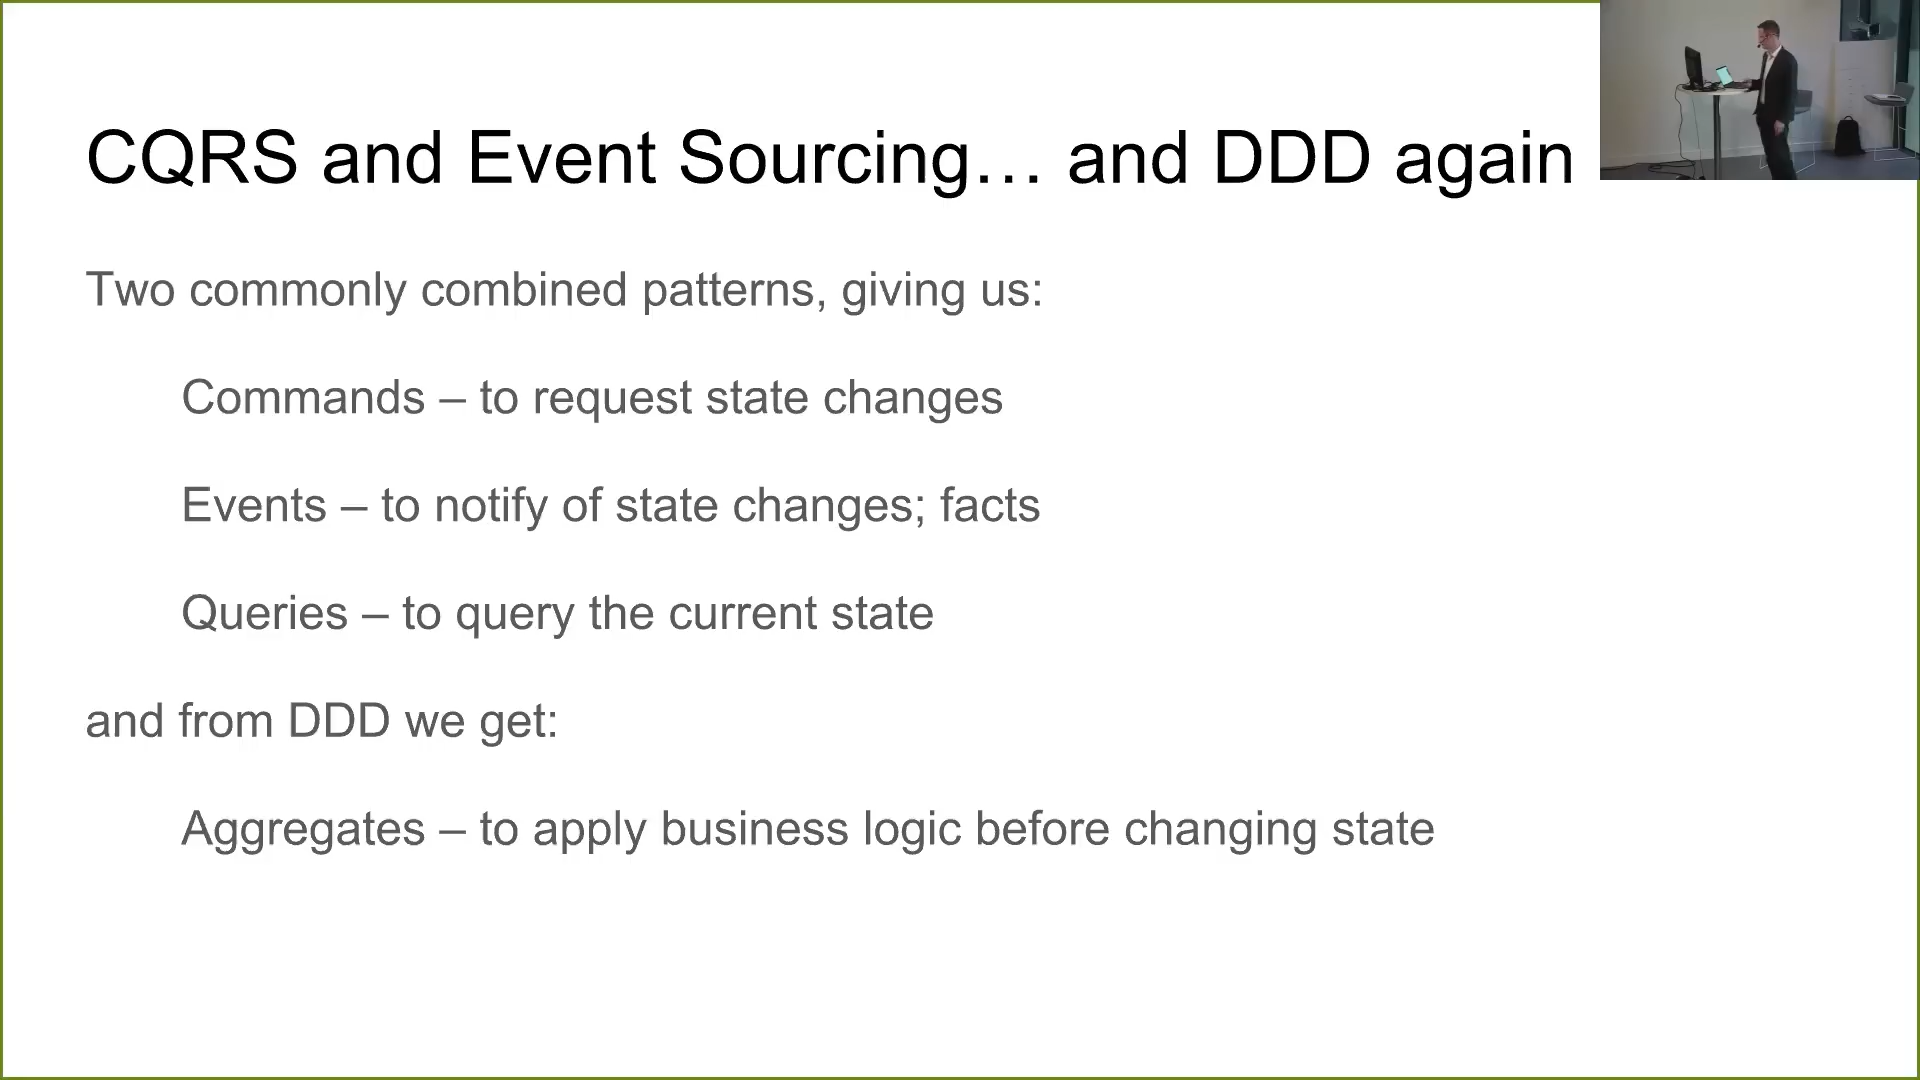 CQRS and Event Sourcing… and DDD again
Two commonly combined patterns, giving us:
Commands – to request state changes
Events – to notify of state changes; facts
Queries – to query the current state
and from DDD we get:
Aggregates – to apply business logic before changing state